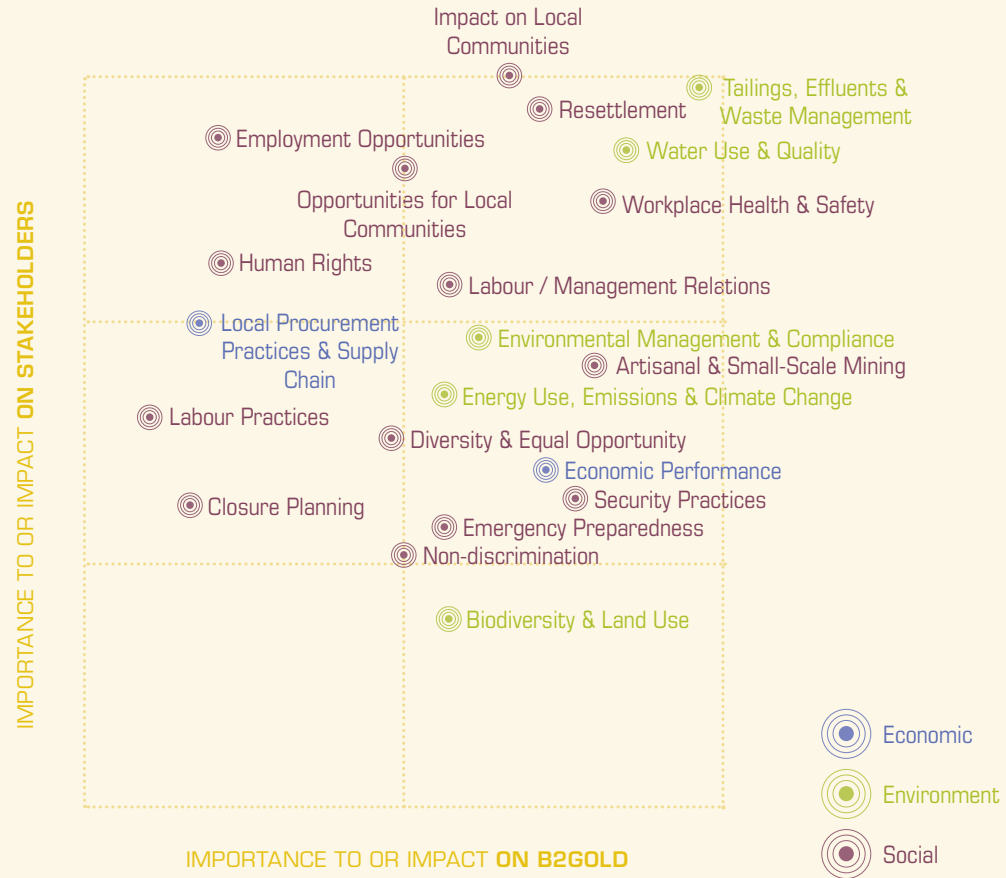 Impact on Local
Communities
Tailings, Effluents &
Waste Management
Resettlement
Employment Opportunities
Water Use & Quality
Opportunities for Local
Communities
Workplace Health & Safety
Human Rights
Labour / Management Relations
Local Procurement
Practices & Supply
Chain
Environmental Management & Compliance
Artisanal & Small-Scale Mining
Energy Use, Emissions & Climate Change
Labour Practices
Diversity & Equal Opportunity
Economic Performance
Security Practices
Closure Planning
Emergency Preparedness
Non-discrimination
Biodiversity & Land Use
IMPORTANCE TO OR IMPACT ON STAKEHOLDERS
IMPORTANCE TO OR IMPACT ON B2GOLD
Economic
Environment
Social